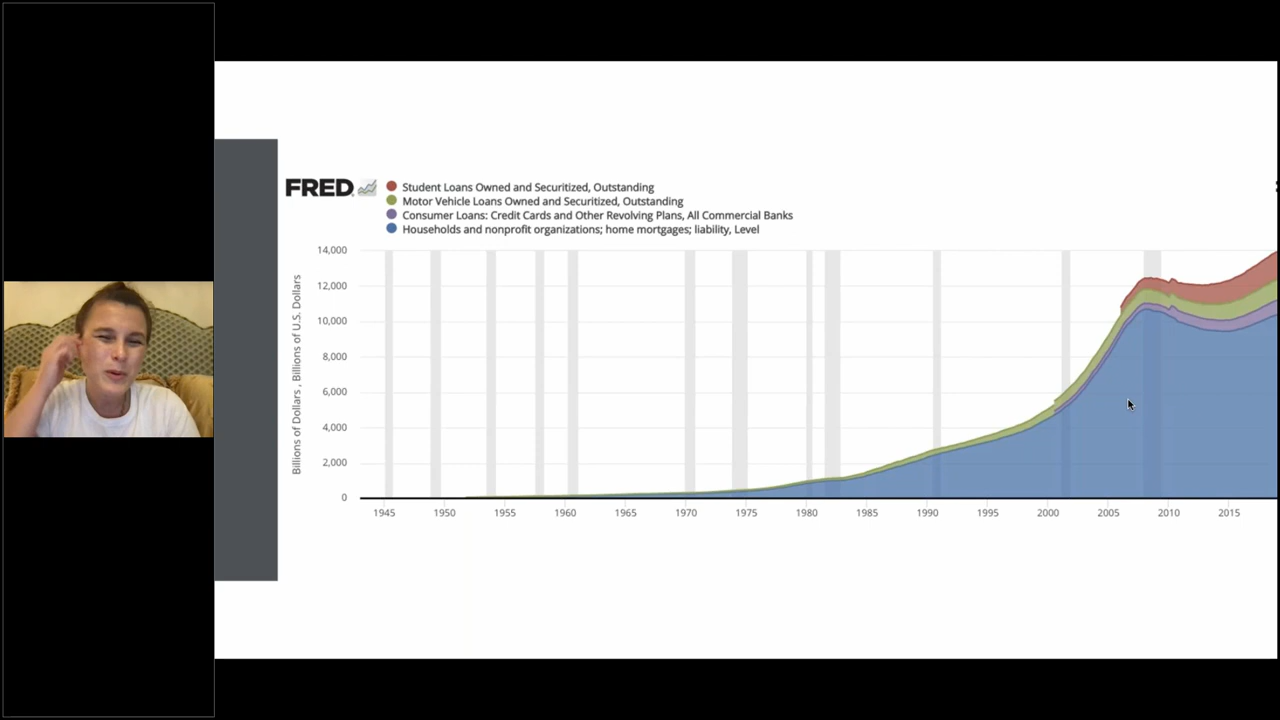 FRED
Student Loans Owned and Securitized, Outstanding
Motor Vehicle Loans Owned and Securitized, Outstanding
Consumer Loans: Credit Cards and Other Revolving Plans, All Commercial Banks
Households and nonprofit organizations; home mortgages; liability, Level
Billions of Dollars , Billions of U.S. Dollars
14,000
12,000
10,000
8,000
6,000
4,000
2,000
0
1945 1950 1955 1960 1965 1970 1975 1980 1985 1990 1995 2000 2005 2010 2015